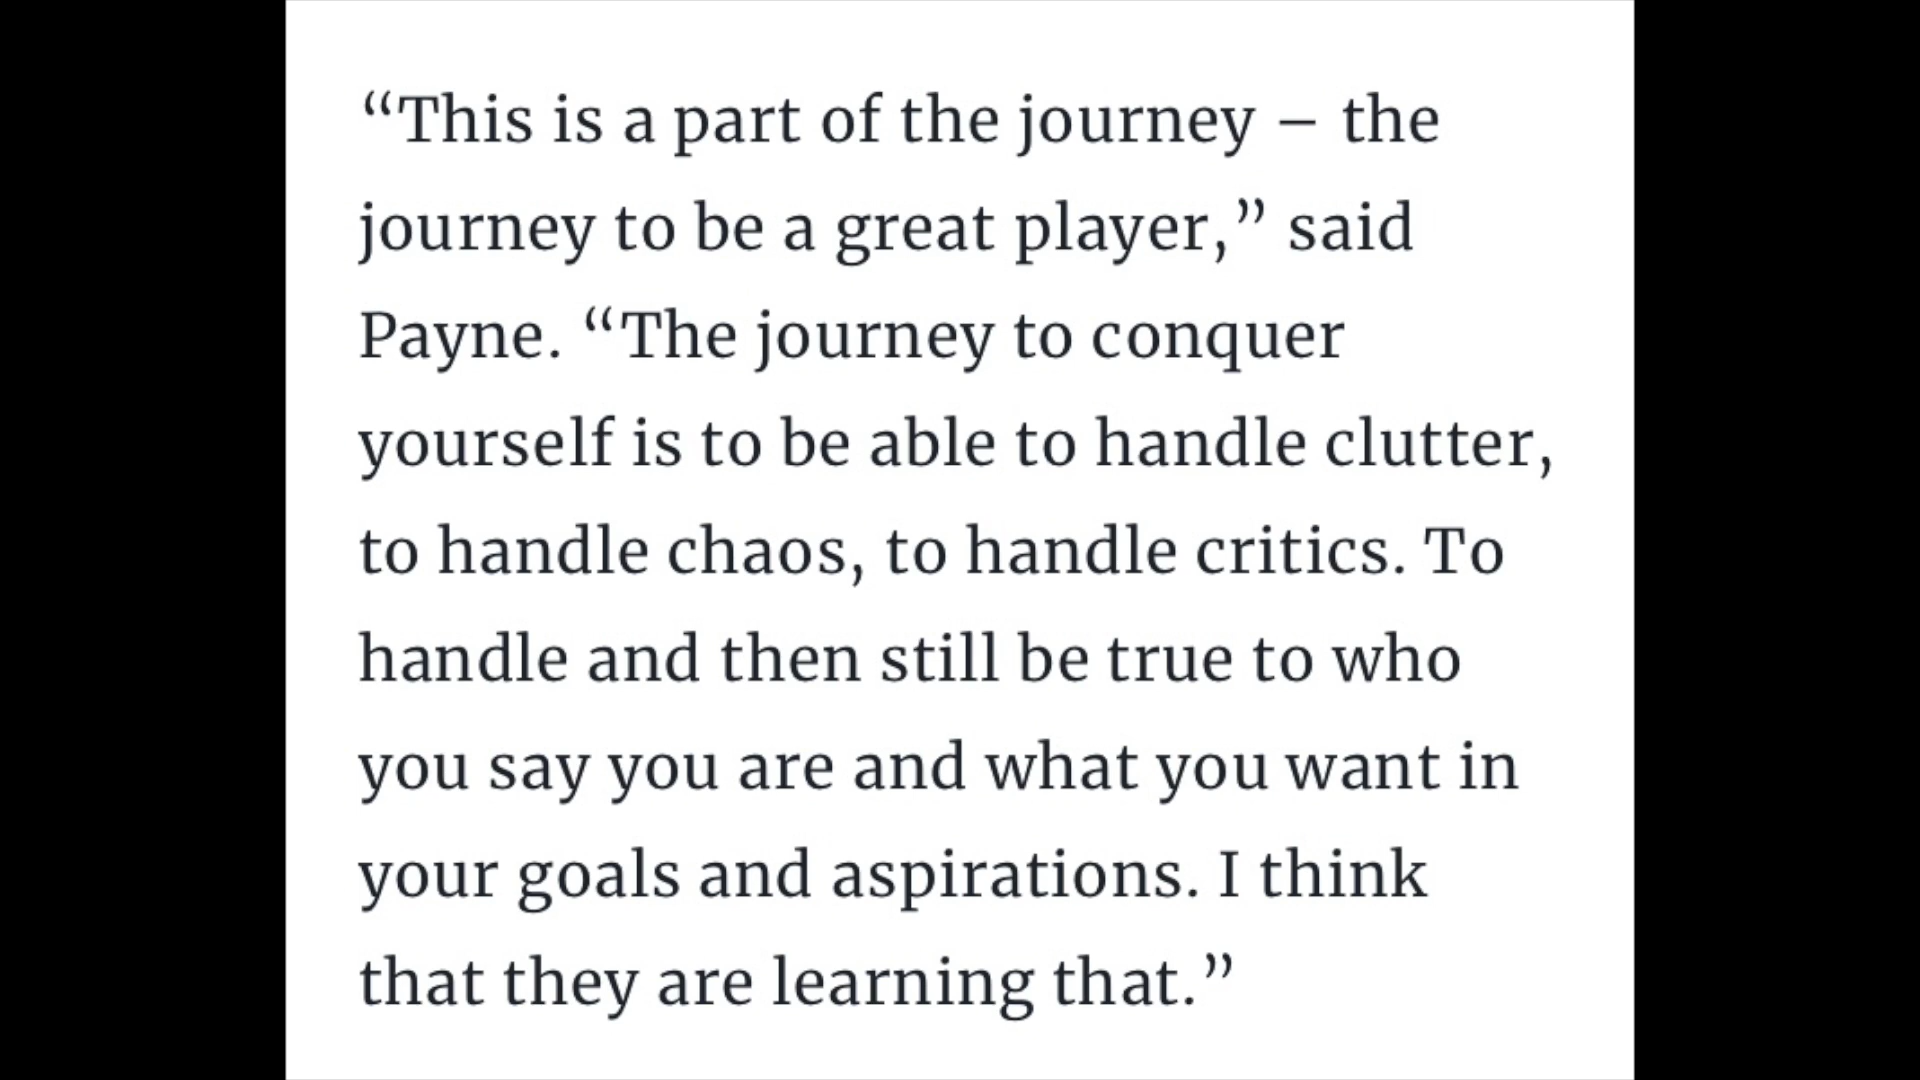 “This is a part of the journey – the
journey to be a great player,” said
Payne. “The journey to conquer
yourself is to be able to handle clutter,
to handle chaos, to handle critics. To
handle and then still be true to who
you say you are and what you want in
your goals and aspirations. I think
that they are learning that.”